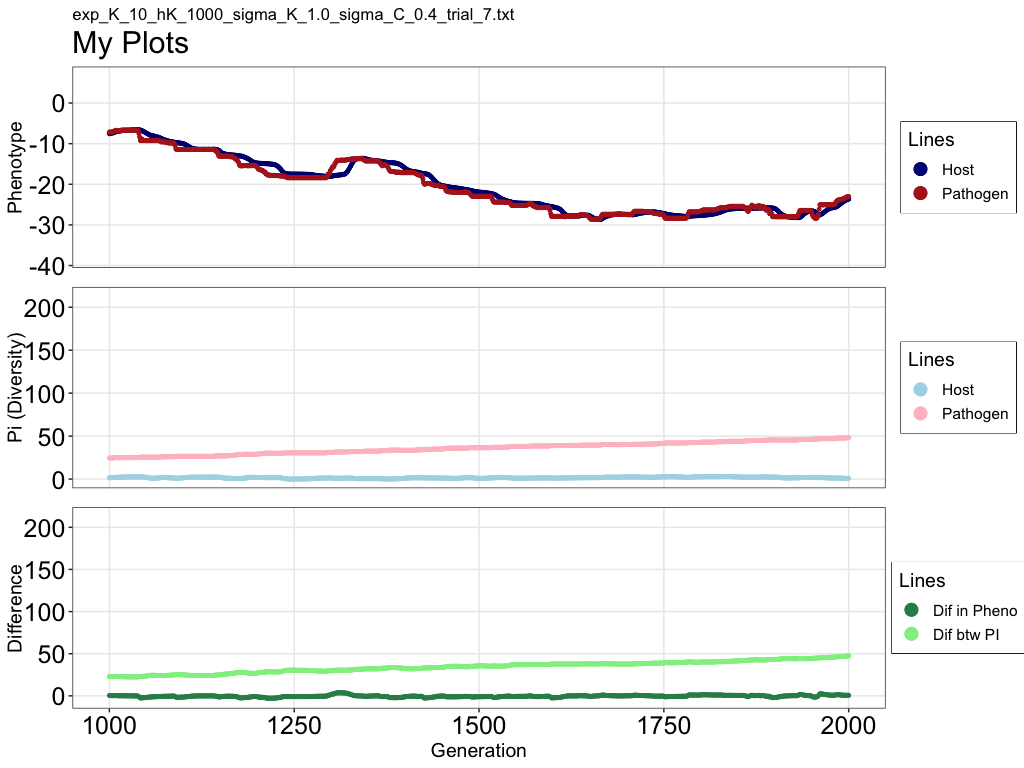 exp_K_10_hK_1000_sigma_K_1.0_sigma_C_0.4_trial_7.txt
My Plots
Phenotype
0
-10
-20
-30
-40
Lines
Host
Pathogen
Pi (Diversity)
200
150
100
50
0
Lines
Host
Pathogen
Difference
200
150
100
50
0
Lines
Dif in Pheno
Dif btw PI
1000 1250 1500 1750 2000
Generation